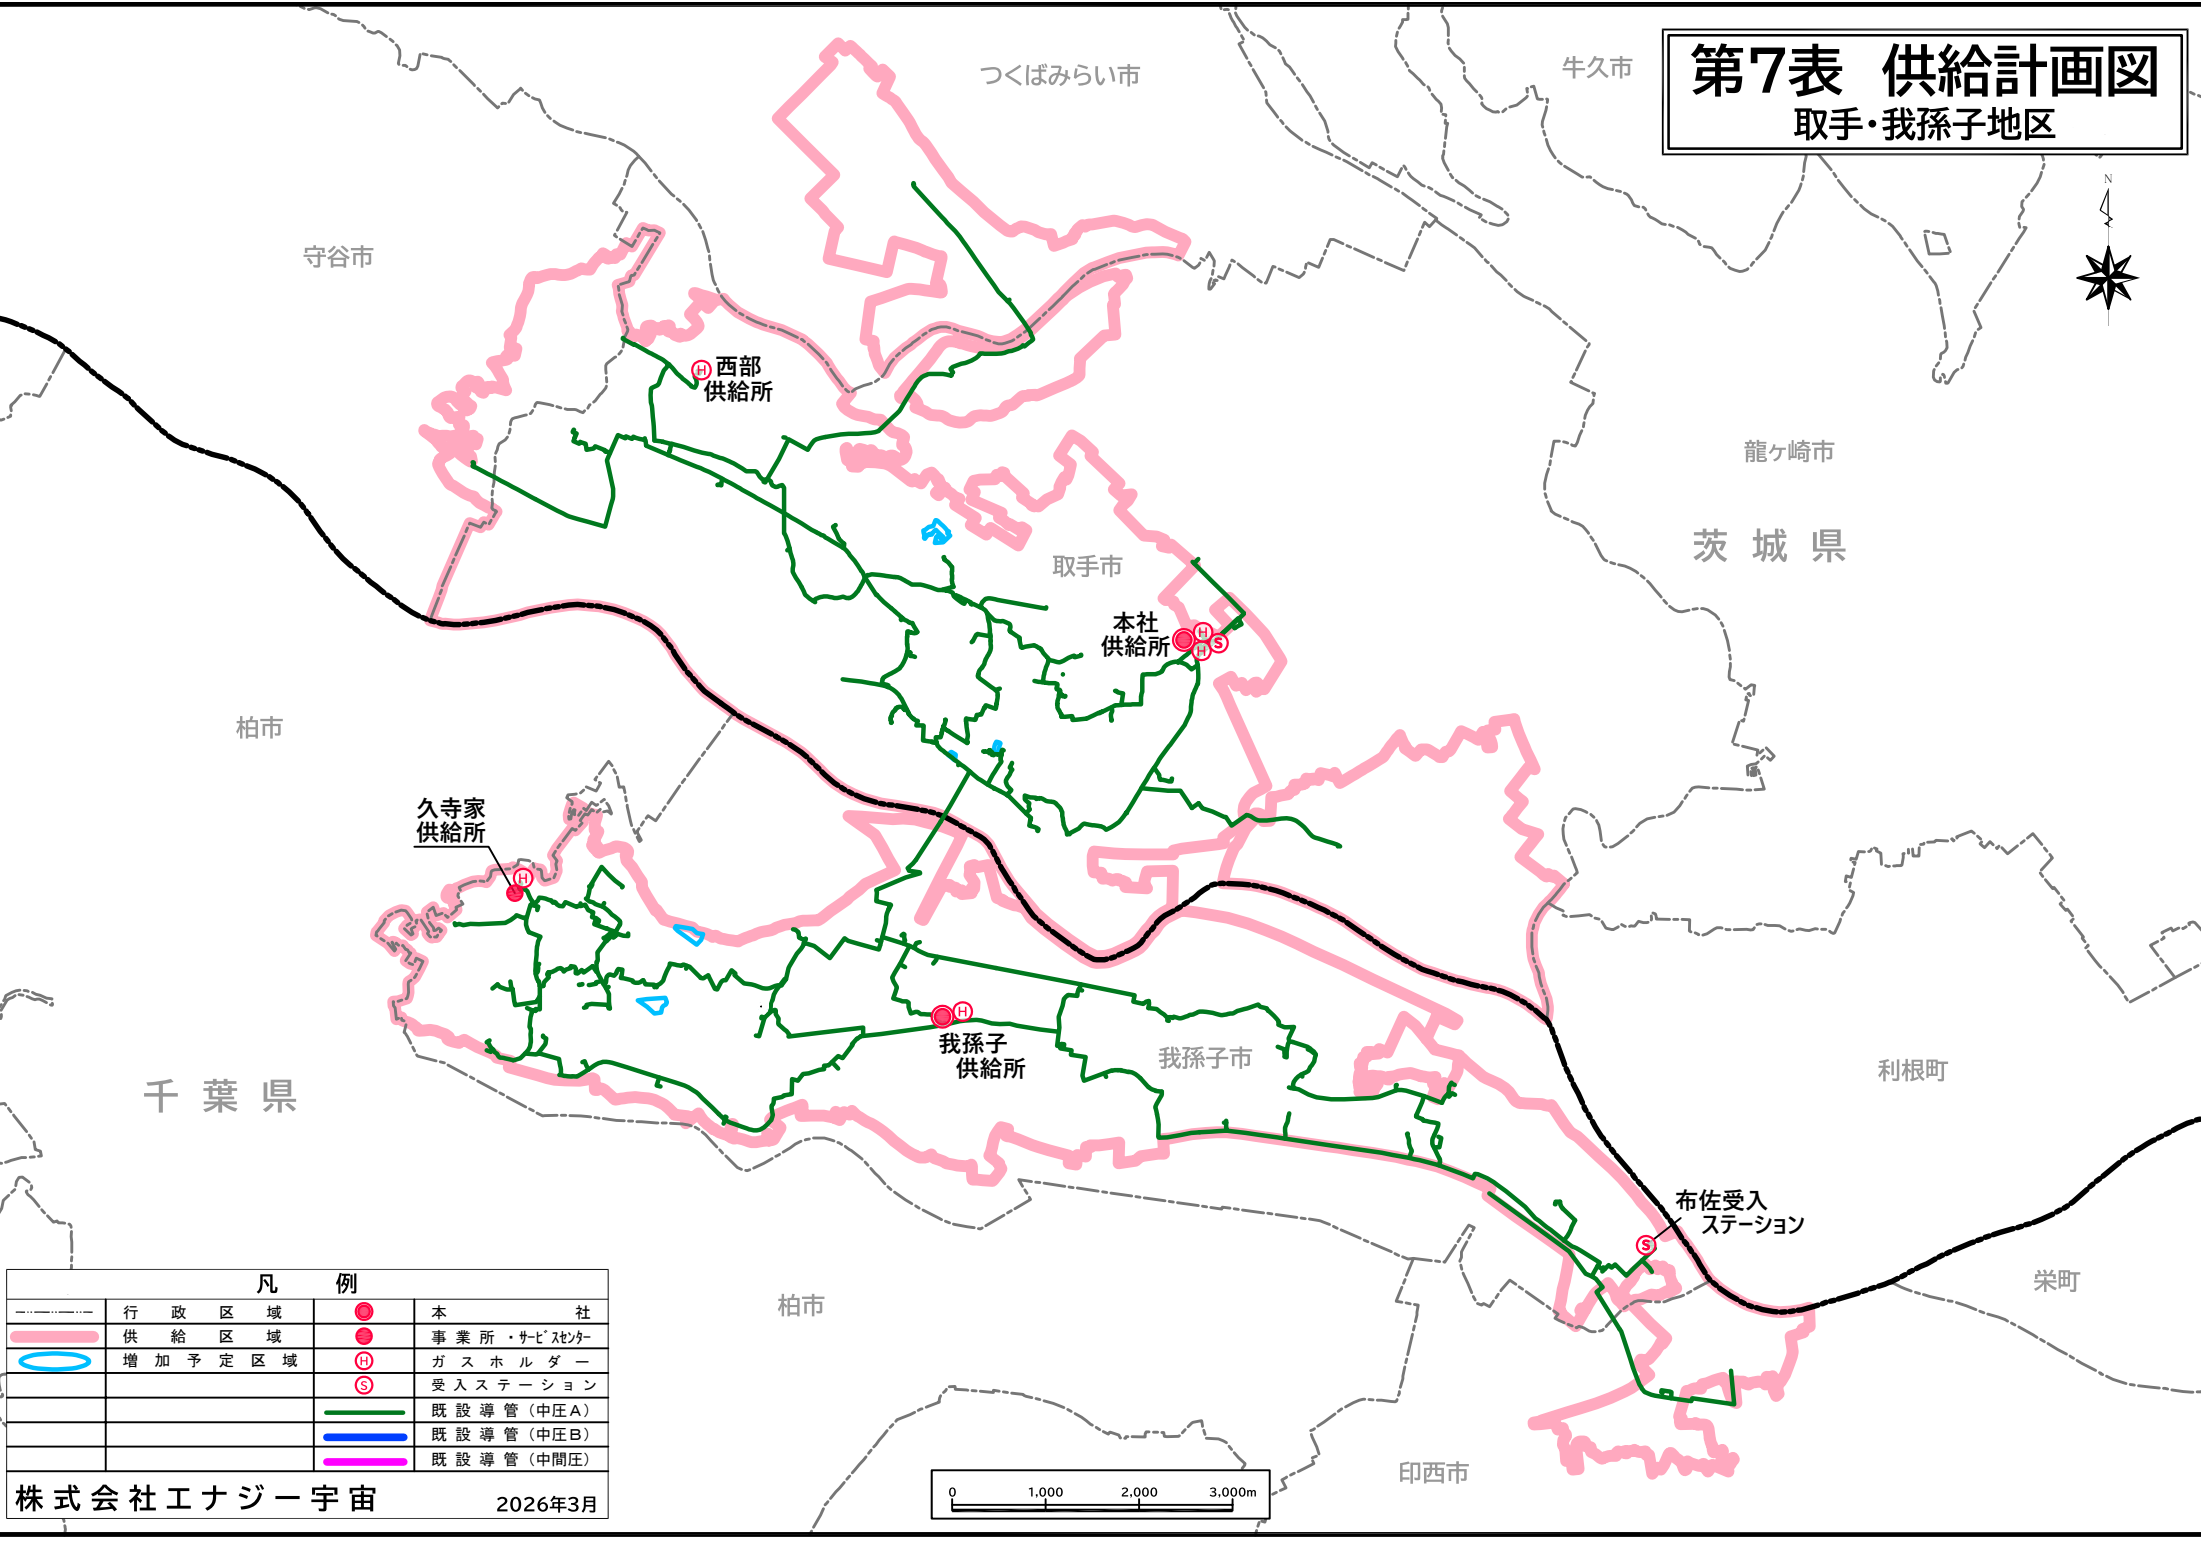 第7表　供給計画図
取手・我孫子地区
つくばみらい市
牛久市
N
守谷市
H 西部
供給所
龍ヶ崎市
茨城県
取手市
本社
供給所
H
S
H
柏市
久寺家
供給所
H
H
我孫子
供給所
我孫子市
利根町
千葉県
布佐受入
ステーション
S
栄町
柏市
印西市
凡　例
行政区域　本社
供給区域　事業所・サービスセンター
増加予定区域　H　ガスホルダー
S　受入ステーション
既設導管（中圧A）
既設導管（中圧B）
既設導管（中間圧）
株式会社エナジー宇宙　2026年3月
0　1,000　2,000　3,000m